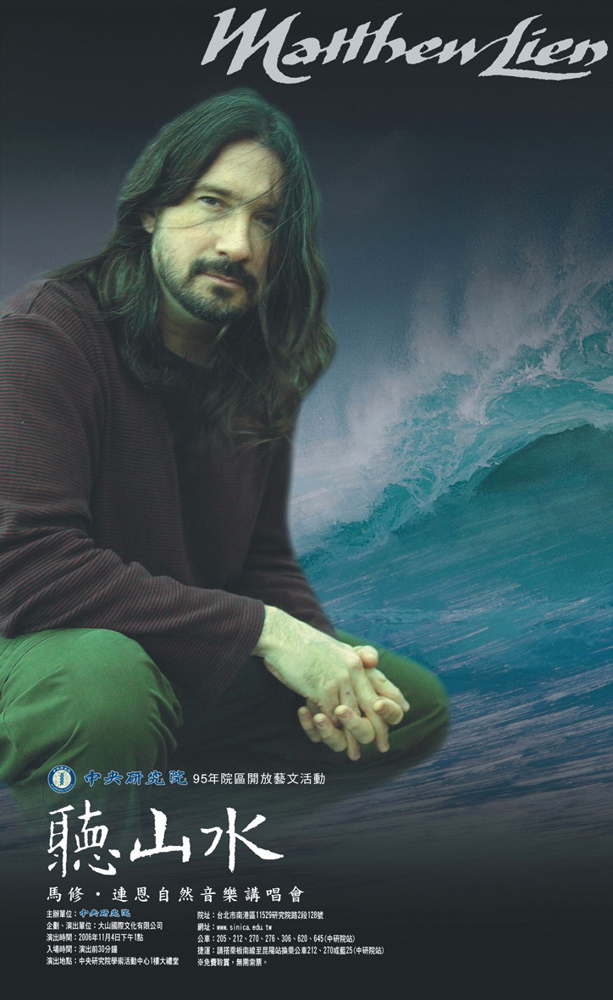 Matthew Lien
中央研究院 95年院區開放藝文活動
聽山水
馬修・連恩自然音樂講唱會
主辦單位：中央研究院
企劃、演出單位：大山國際文化有限公司
演出時間：2006年11月4日下午1點
入場時間：演出前30分鐘
演出地點：中央研究院學術活動中心1樓大禮堂
院址：台北市南港區11529研究院路2段128號
網址：www.sinica.edu.tw
公車：205、212、270、276、306、620、645(中研院站)
捷運：請搭乘板南線至昆陽站換乘公車212、270或藍25(中研院站)
※免費聆賞，無需索票。